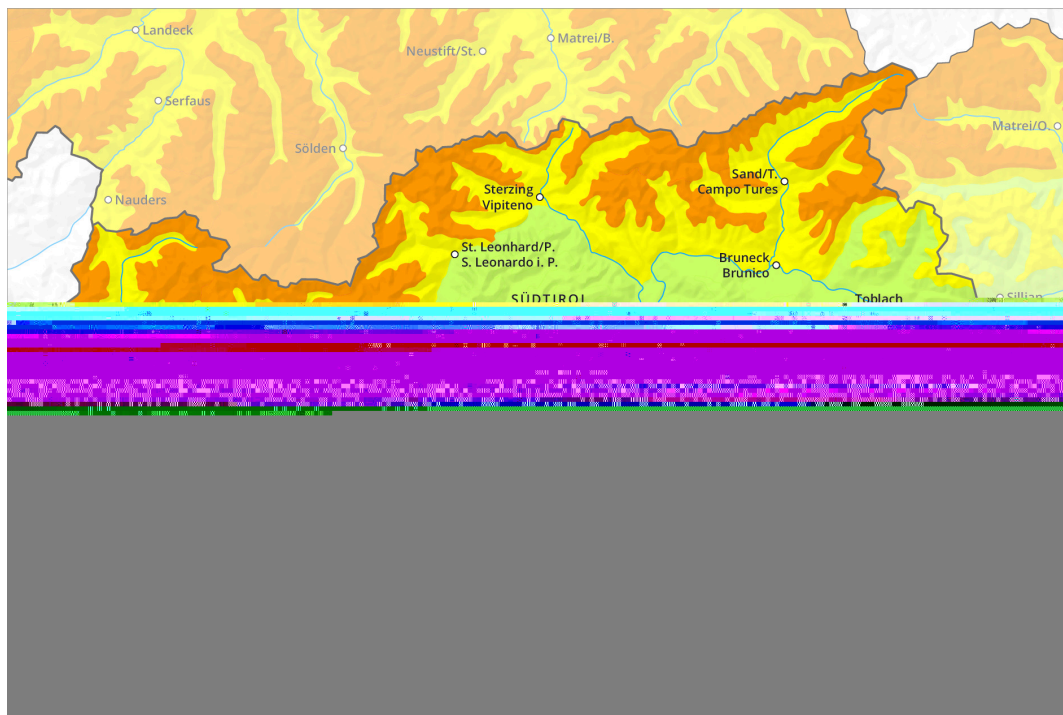 Landeck
Matrei/B.
Neustift/St.
Serfaus
Matrei/O.
Sölden
Sand/T.
Campo Tures
Sterzing
Vipiteno
Nauders
St. Leonhard/P.
S. Leonardo i. P.
Bruneck
Brunico
SÜDTIROL
Toblach
Sillian